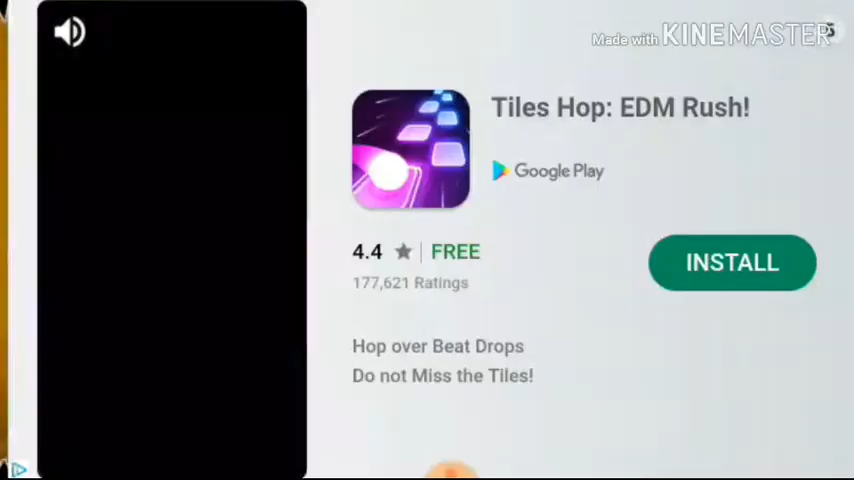 Made with KINEMASTER
Tiles Hop: EDM Rush!
Google Play
4.4 ★ | FREE
INSTALL
177,621 Ratings
Hop over Beat Drops
Do not Miss the Tiles!